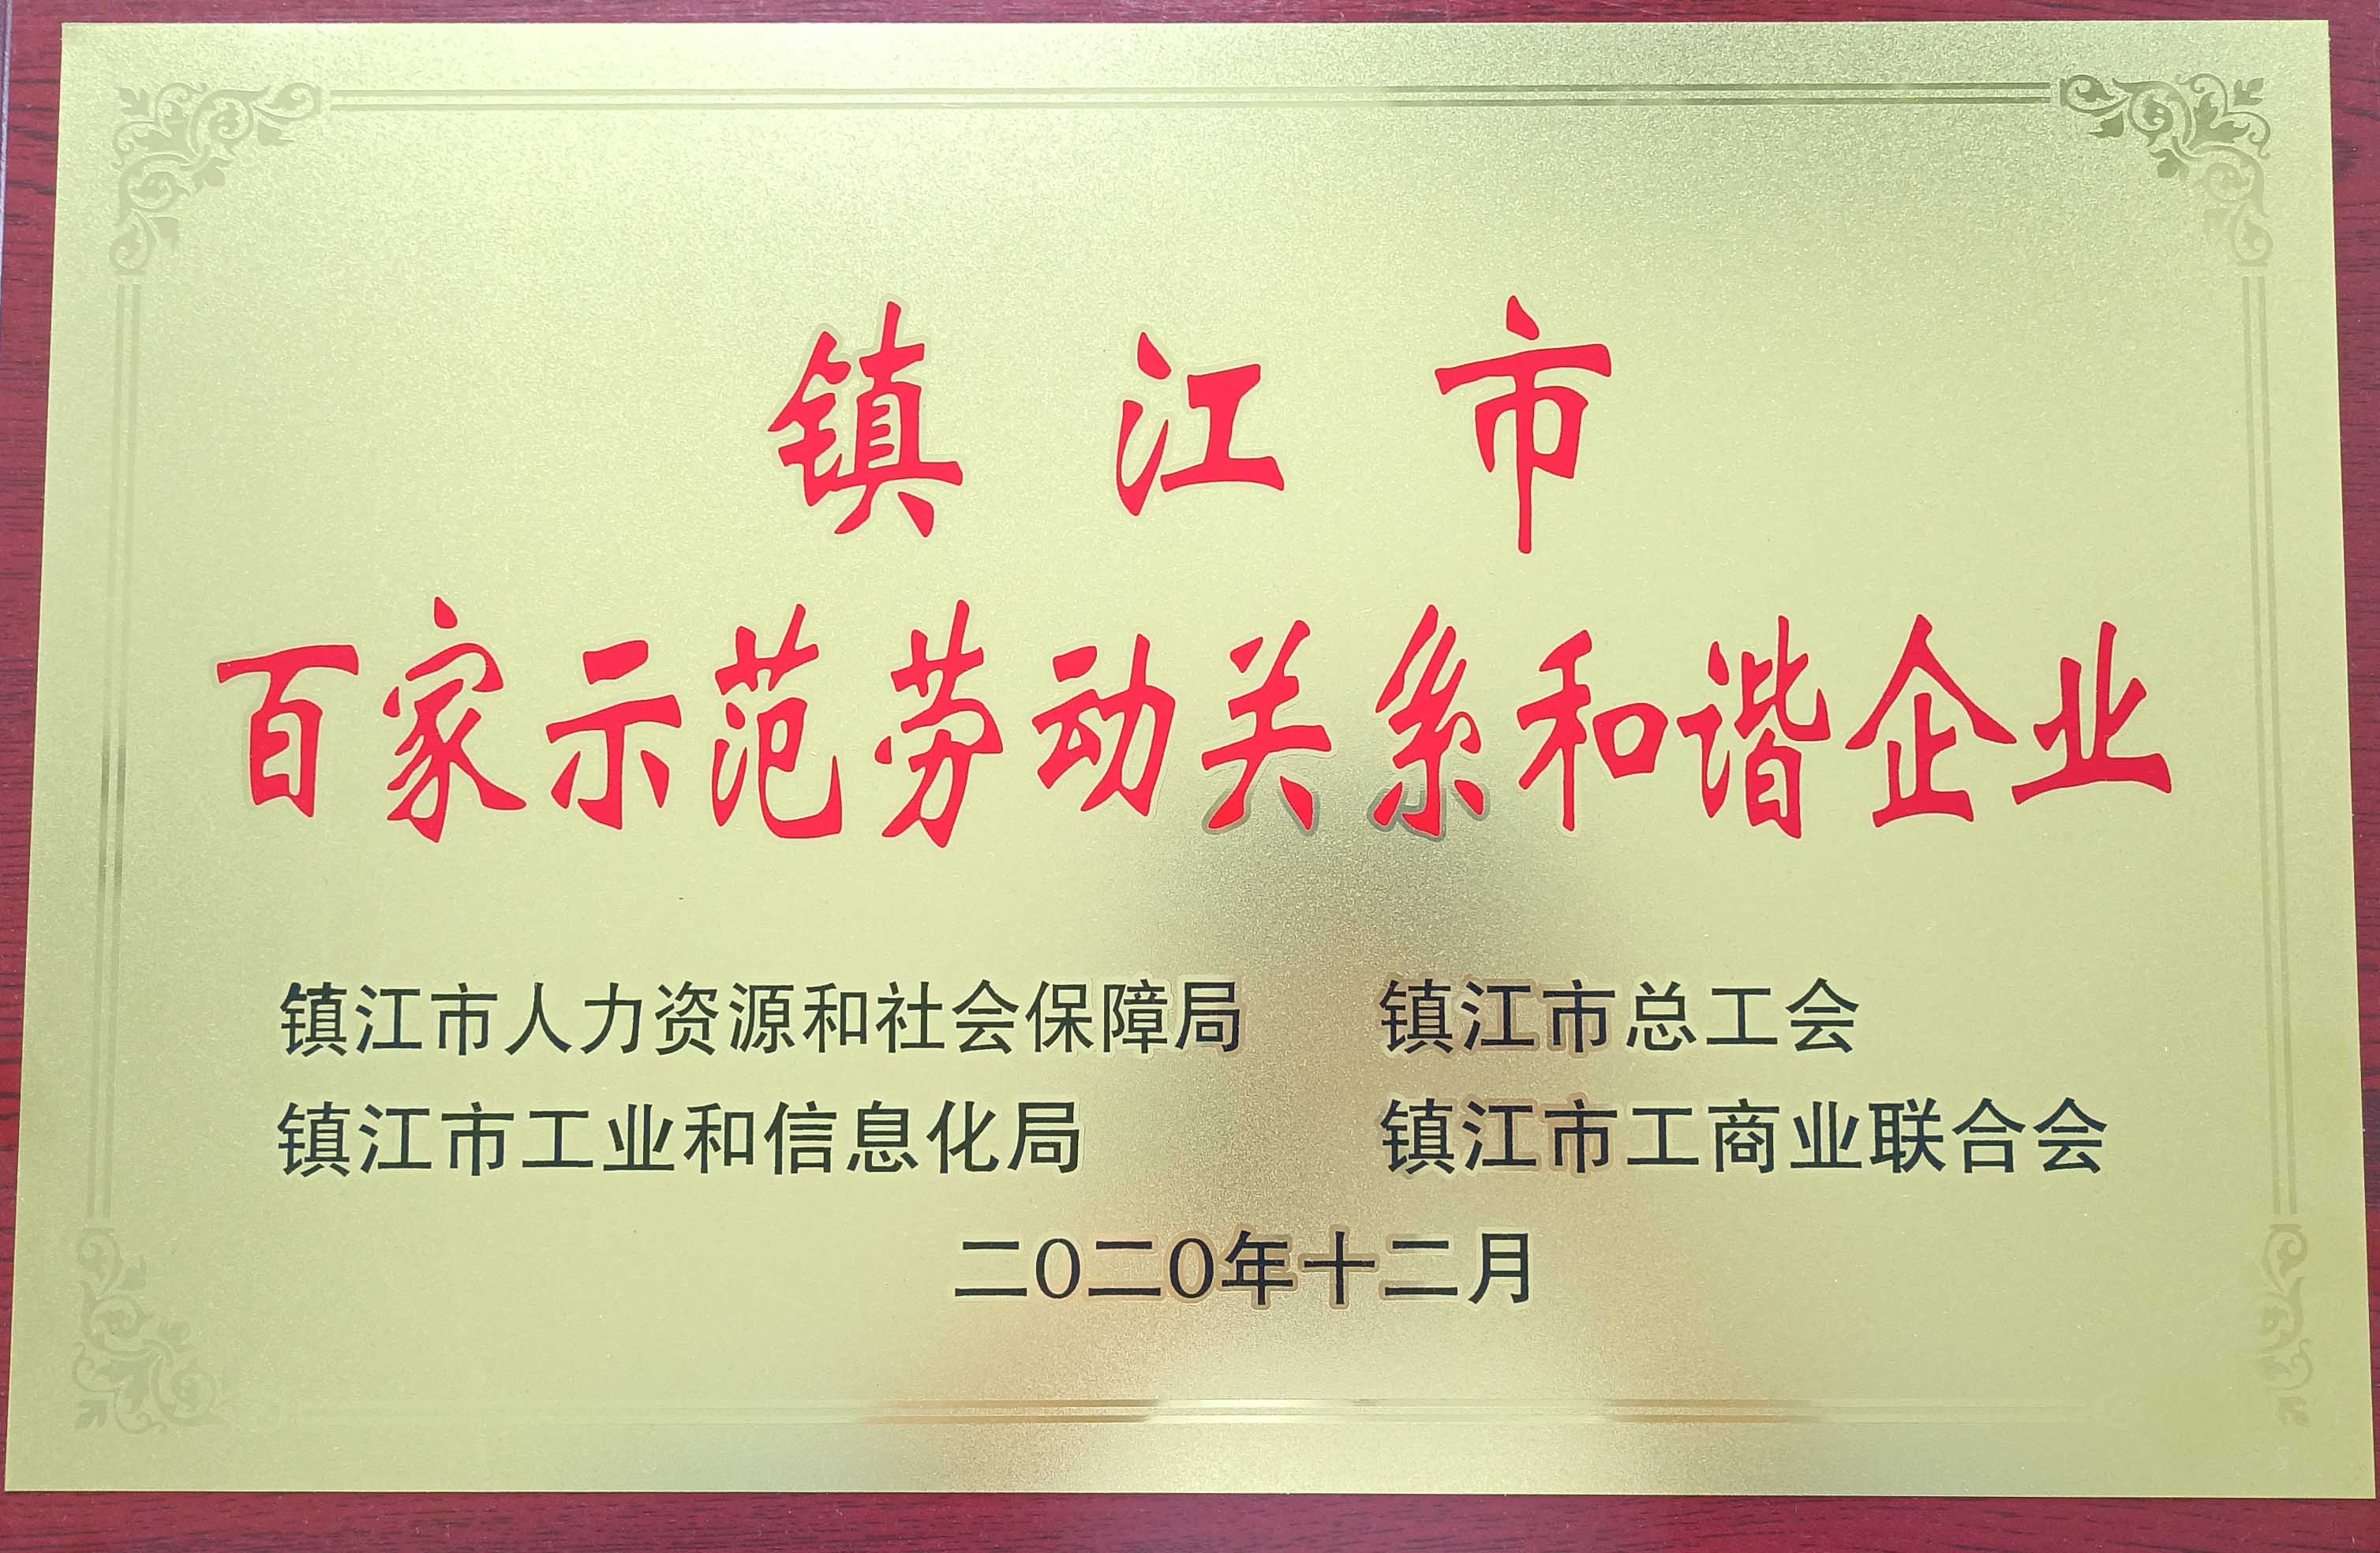 镇江市
百家示范劳动关系和谐企业
镇江市人力资源和社会保障局 镇江市总工会
镇江市工业和信息化局 镇江市工商业联合会
二〇二〇年十二月